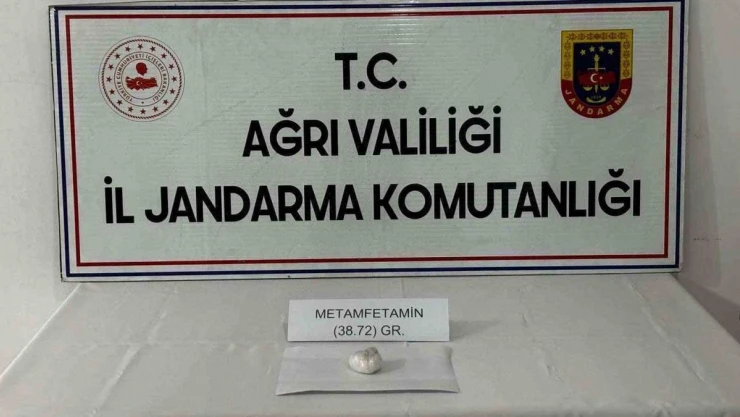 T.C.
AĞRI VALİLİĞİ
İL JANDARMA KOMUTANLIĞI
JANDARMA
METAMFETAMİN
(38.72) GR.